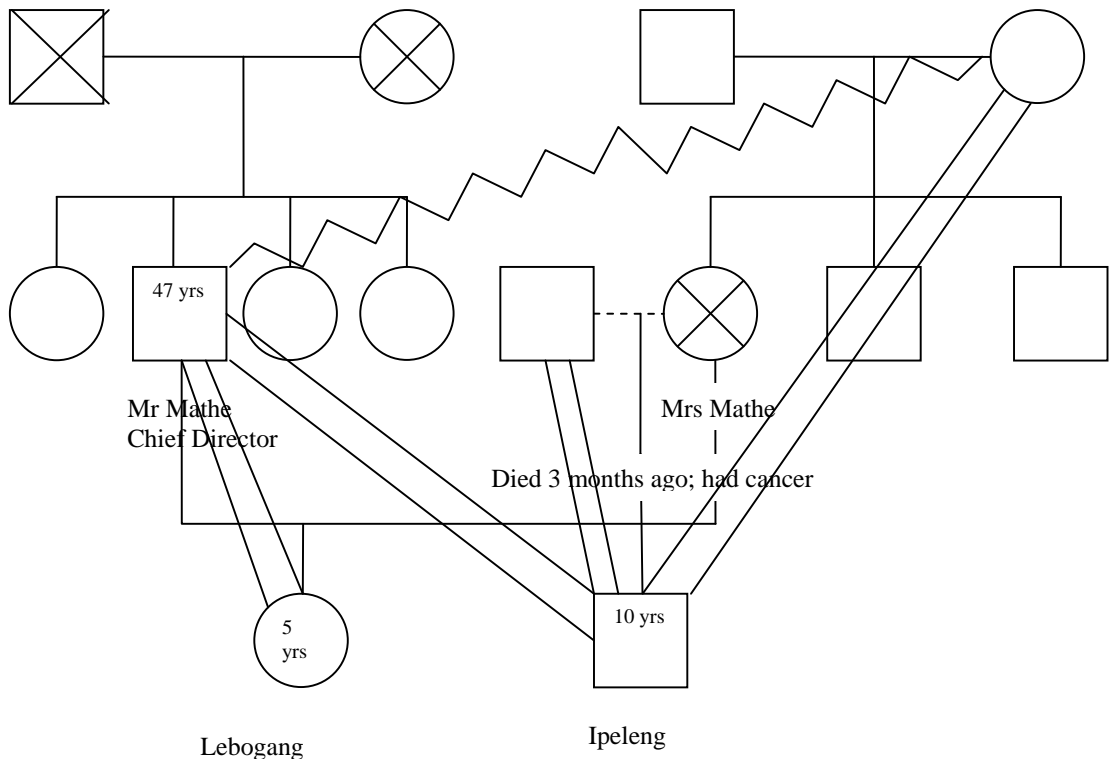 47 yrs
Mr Mathe
Chief Director
Mrs Mathe
Died 3 months ago; had cancer
5
yrs
10 yrs
Lebogang
Ipeleng